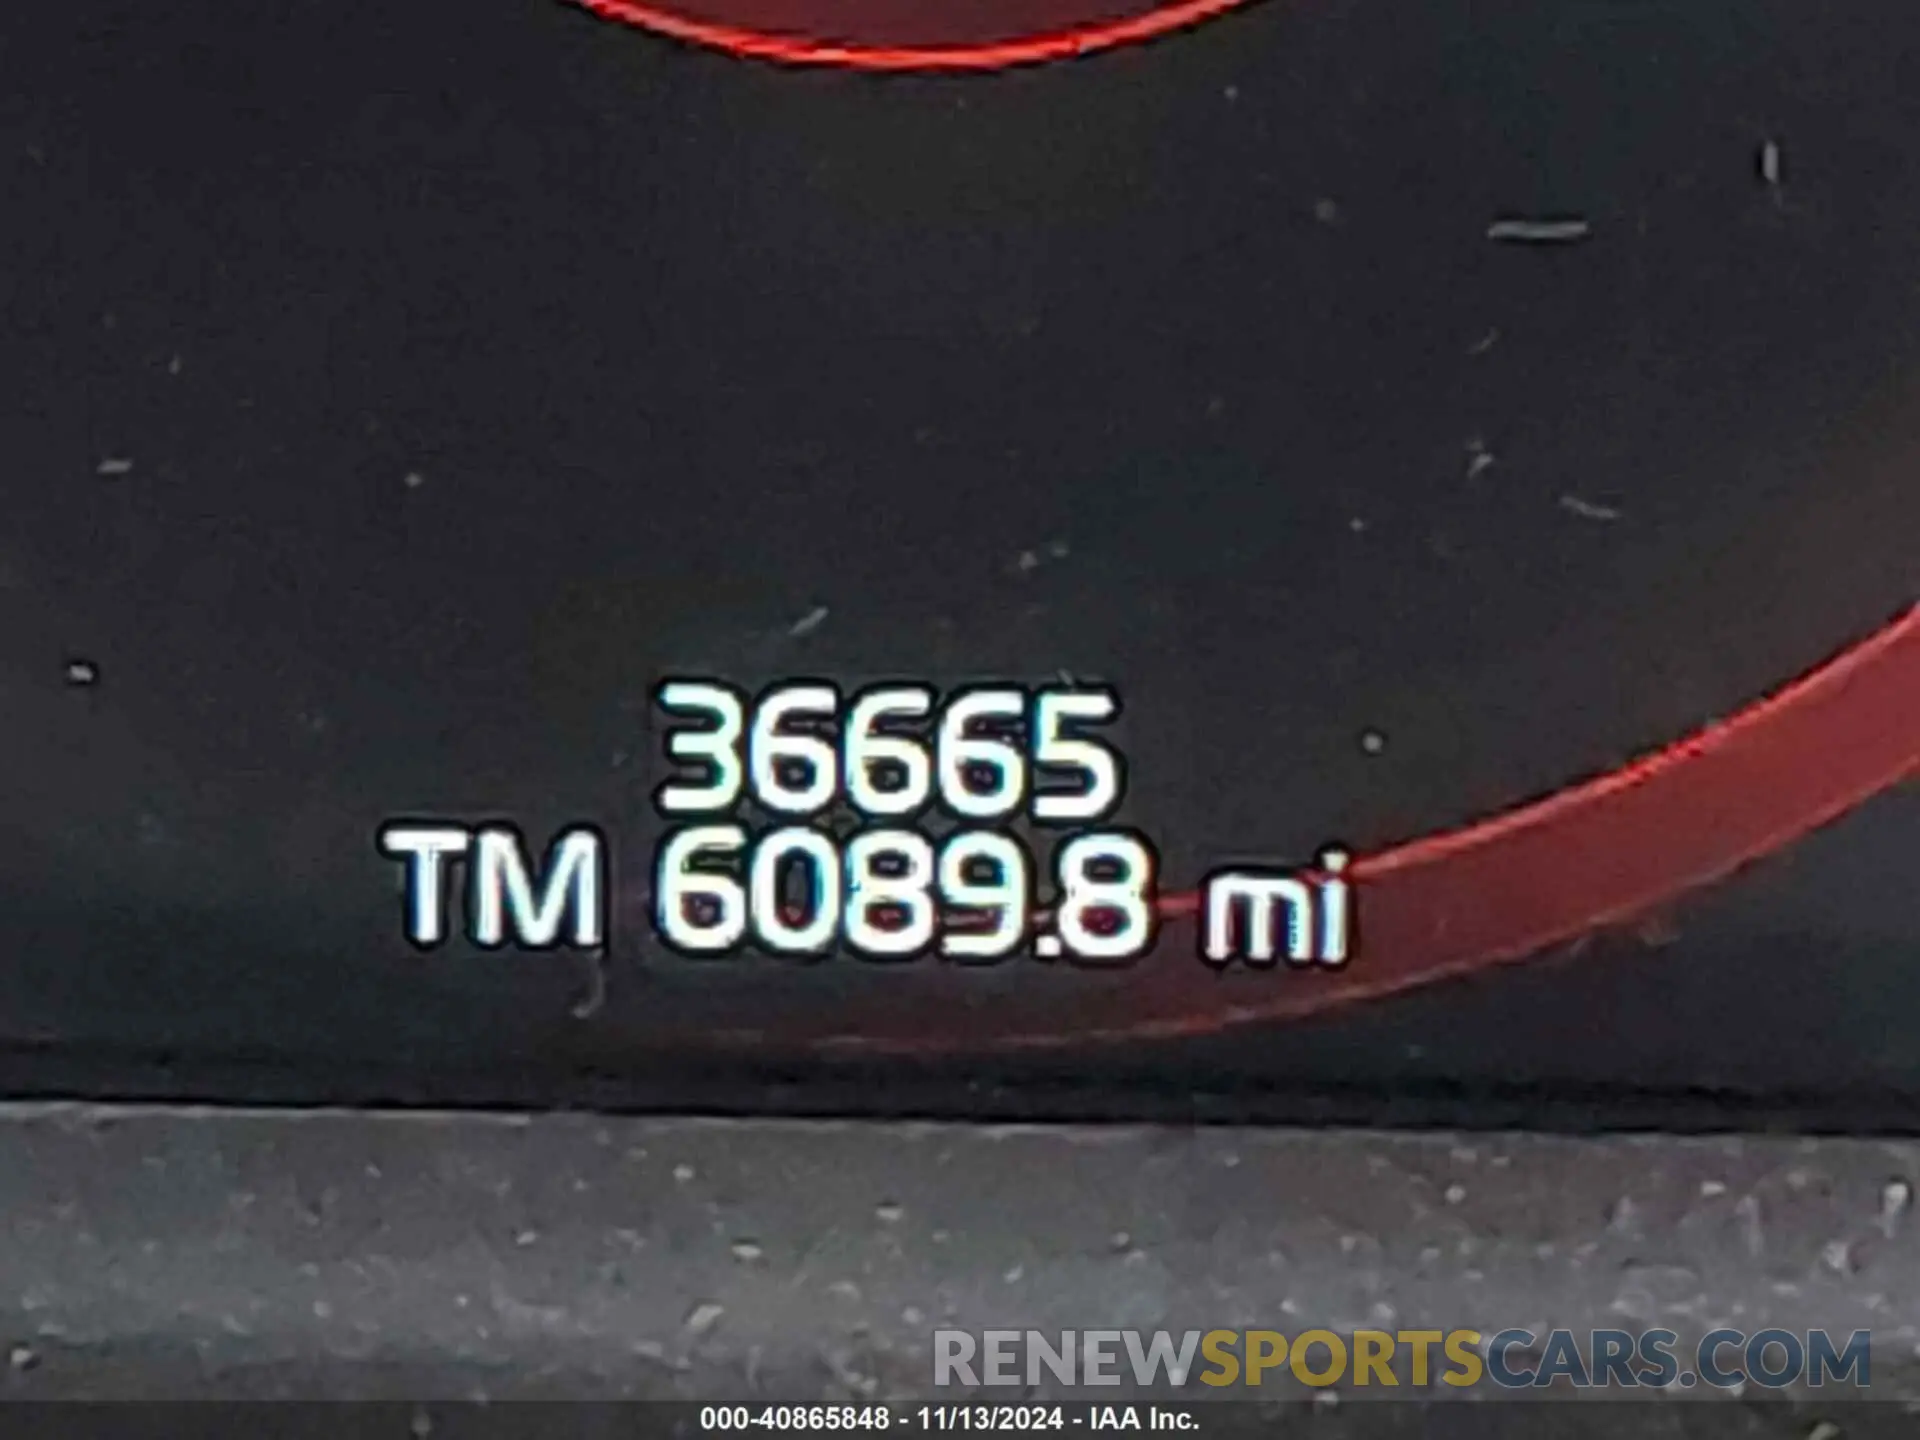 36665
TM 6089.8 mi
RENEWSPORTSCARS.COM
000-40865848 - 11/13/2024 - IAA Inc.